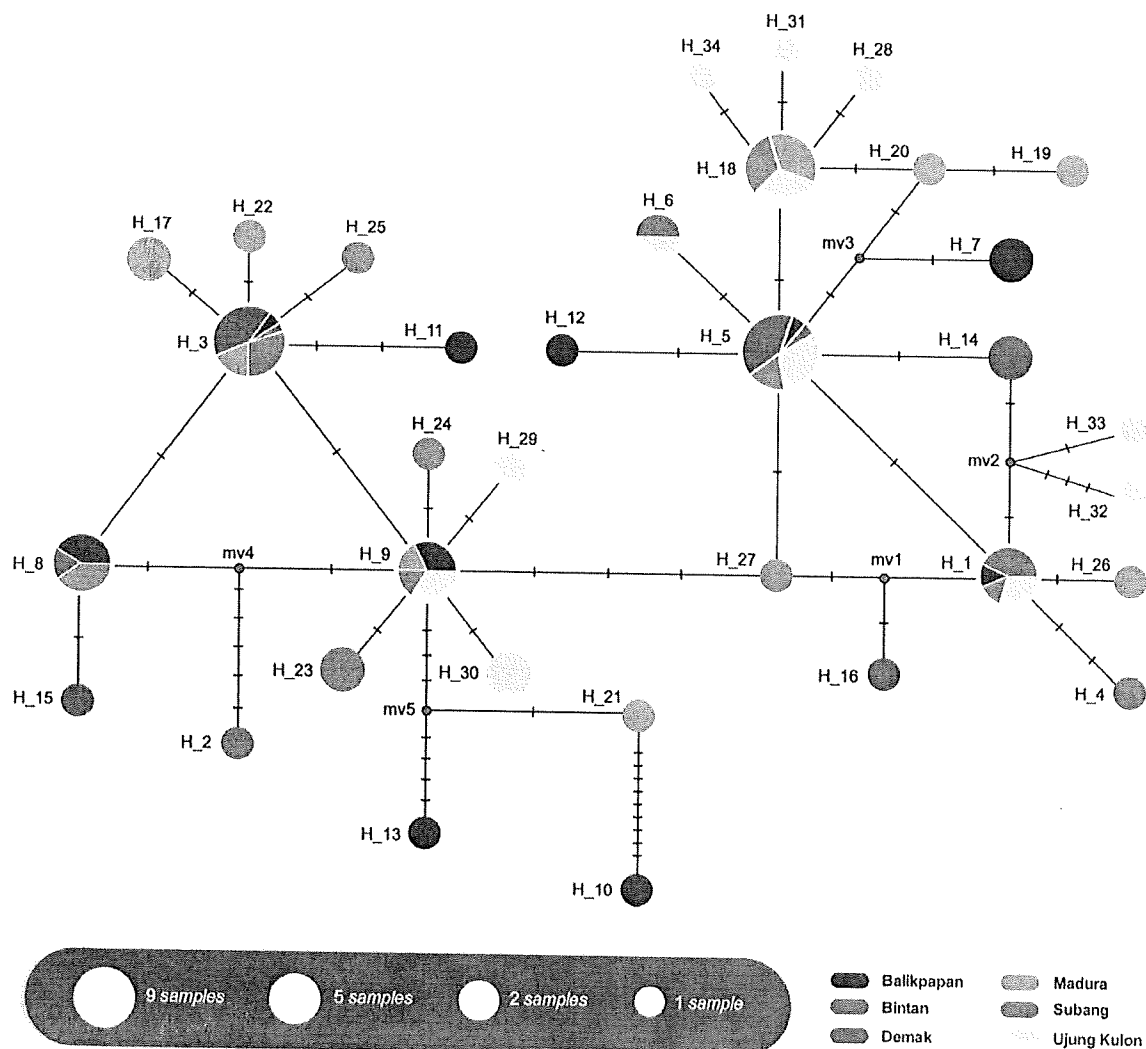 H_31
H_34
H_28
H_18
H_20
H_19
H_6
H_17
H_22
H_25
mv3
H_7
H_3
H_11
H_12
H_5
H_14
H_24
H_29
H_33
mv2
H_32
H_8
mv4
H_9
H_27
mv1
H_1
H_26
H_23
H_30
H_16
H_4
H_15
mv5
H_21
H_2
H_13
H_10
9 samples
5 samples
2 samples
1 sample
Balikpapan
Bintan
Demak
Madura
Subang
Ujung Kulon